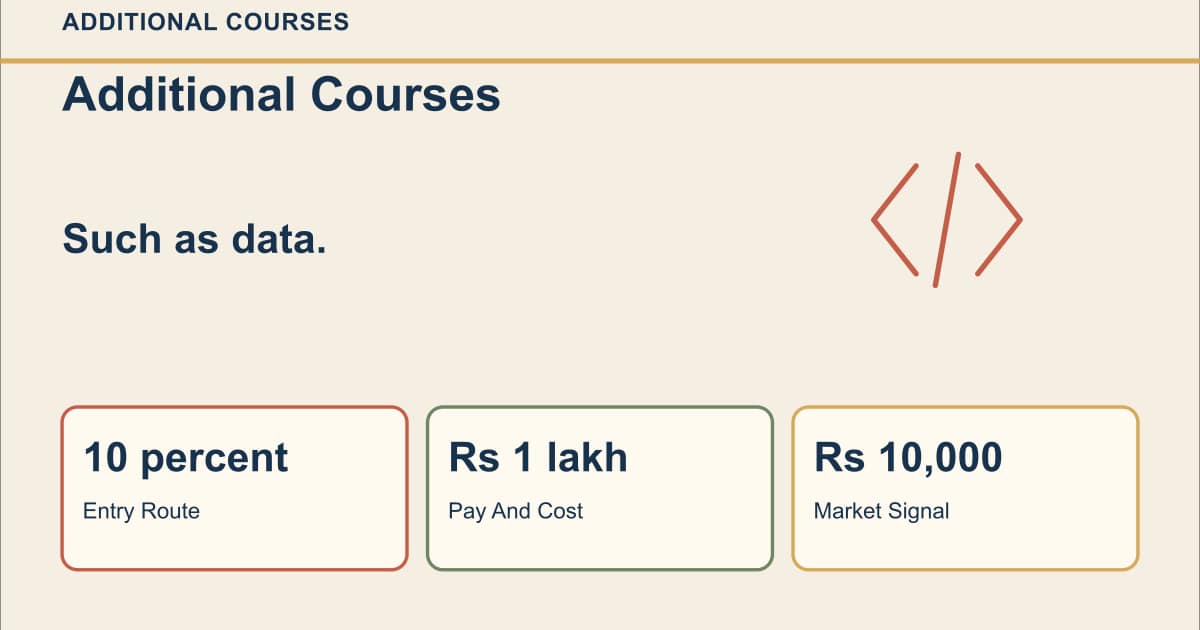 ADDITIONAL COURSES
Additional Courses
Such as data.
10 percent
Entry Route
Rs 1 lakh
Pay And Cost
Rs 10,000
Market Signal